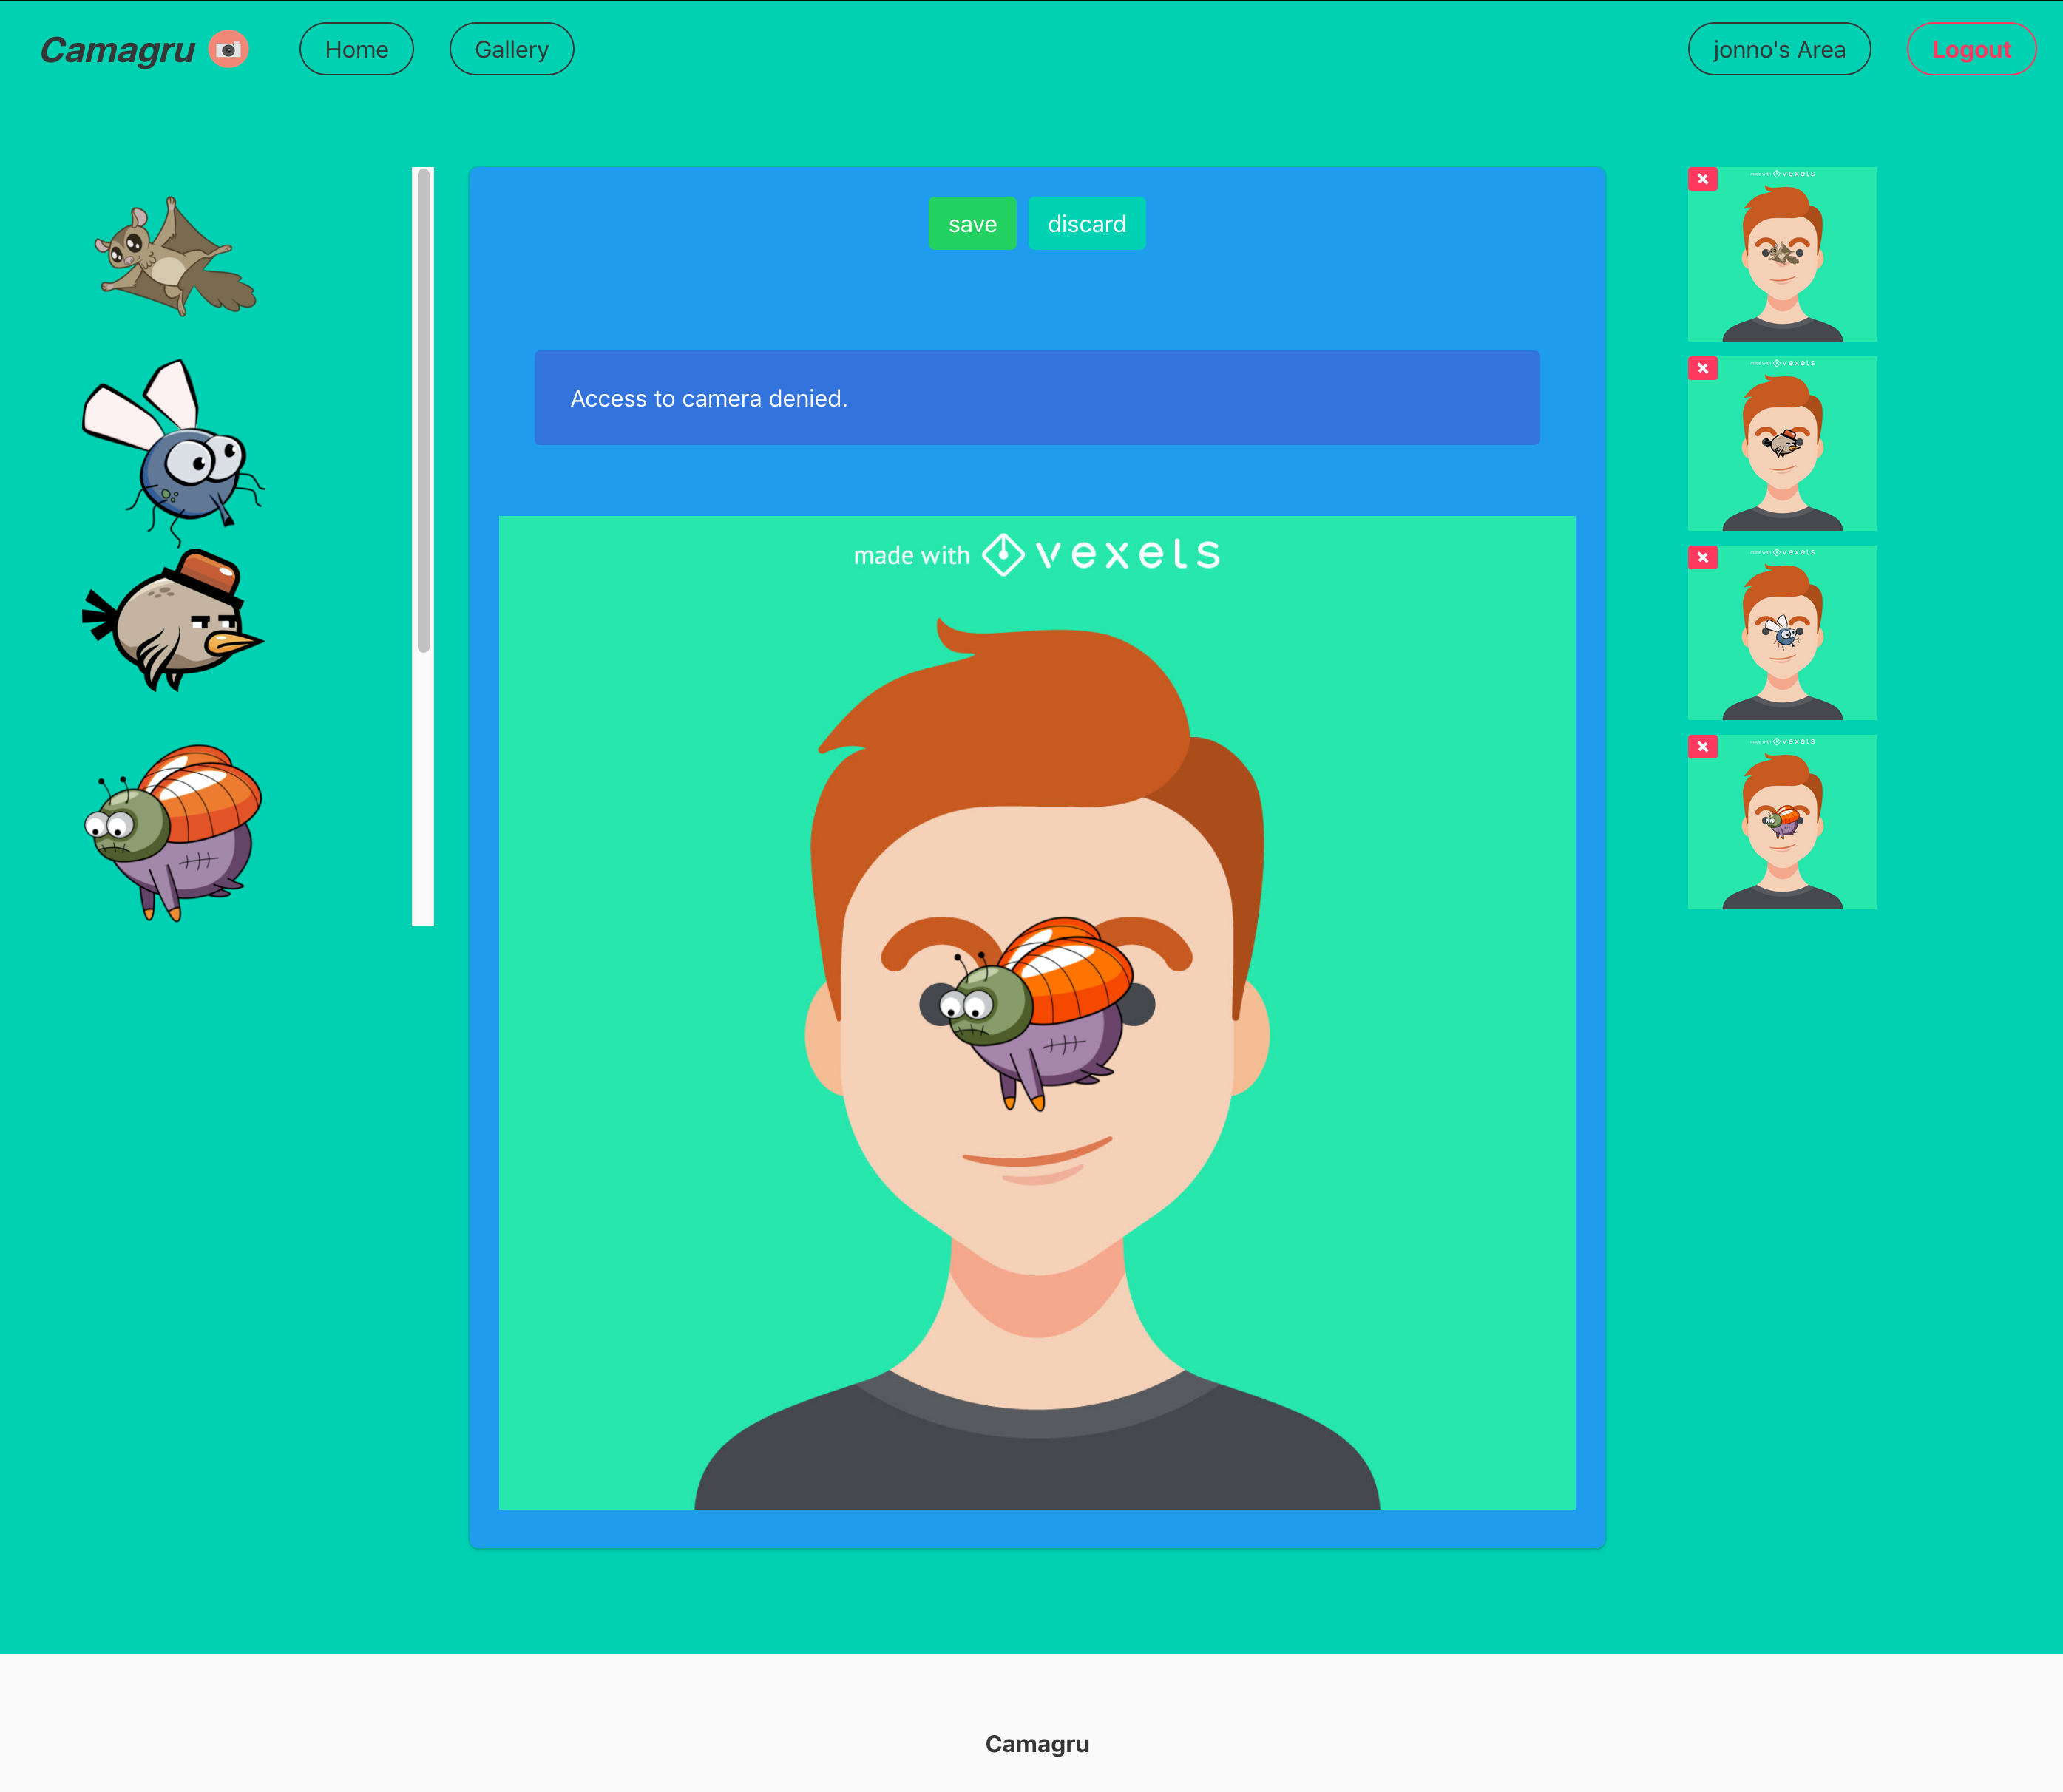 Camagru
Home
Gallery
jonno's Area
Logout
save
discard
Access to camera denied.
made with vexels
made with vexels
made with vexels
made with vexels
made with vexels
Camagru